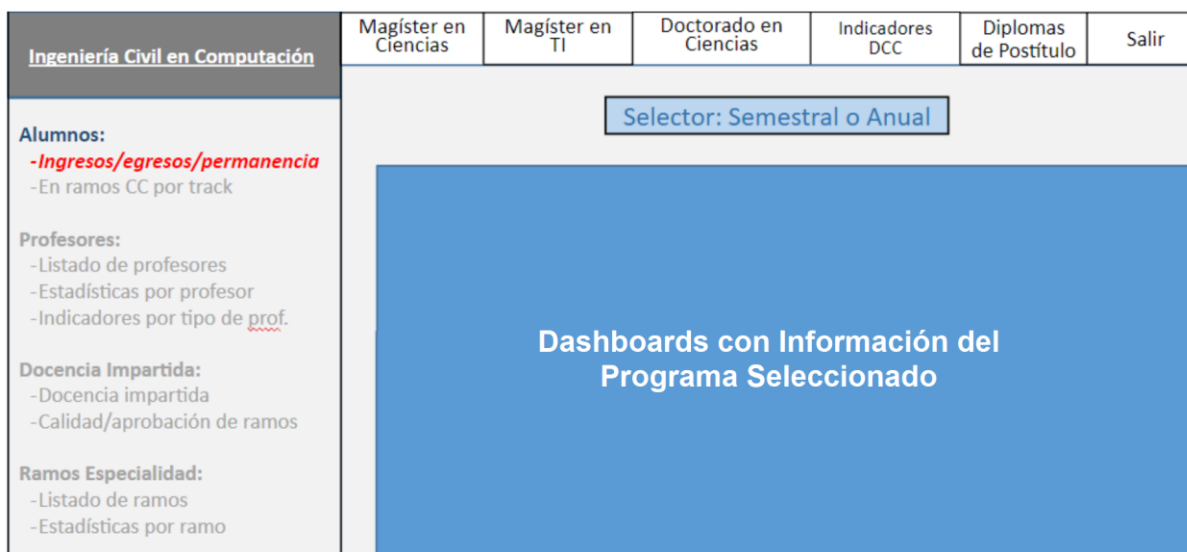 Ingeniería Civil en Computación
Magíster en
Ciencias
Magíster en
TI
Doctorado en
Ciencias
Indicadores
DCC
Diplomas
de Postítulo
Salir
Selector: Semestral o Anual
Alumnos:
-Ingresos/egresos/permanencia
-En ramos CC por track
Profesores:
-Listado de profesores
-Estadísticas por profesor
-Indicadores por tipo de prof.
Docencia Impartida:
-Docencia impartida
-Calidad/aprobación de ramos
Ramos Especialidad:
-Listado de ramos
-Estadísticas por ramo
Dashboards con Información del
Programa Seleccionado